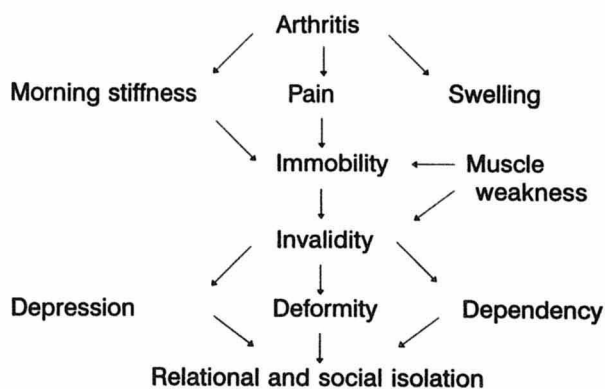 Arthritis
Morning stiffness Pain Swelling
Immobility Muscle
weakness
Invalidity
Depression Deformity Dependency
Relational and social isolation